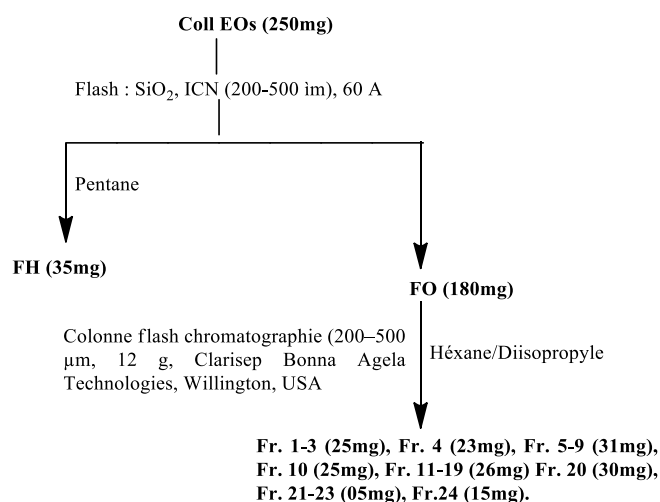 Coll EOs (250mg)
Flash : SiO₂, ICN (200-500 ìm), 60 A
Pentane
FH (35mg)
FO (180mg)
Colonne flash chromatographie (200–500
µm, 12 g, Clarisep Bonna Agela
Technologies, Willington, USA
Héxane/Diisopropyle
Fr. 1-3 (25mg), Fr. 4 (23mg), Fr. 5-9 (31mg),
Fr. 10 (25mg), Fr. 11-19 (26mg) Fr. 20 (30mg),
Fr. 21-23 (05mg), Fr.24 (15mg).